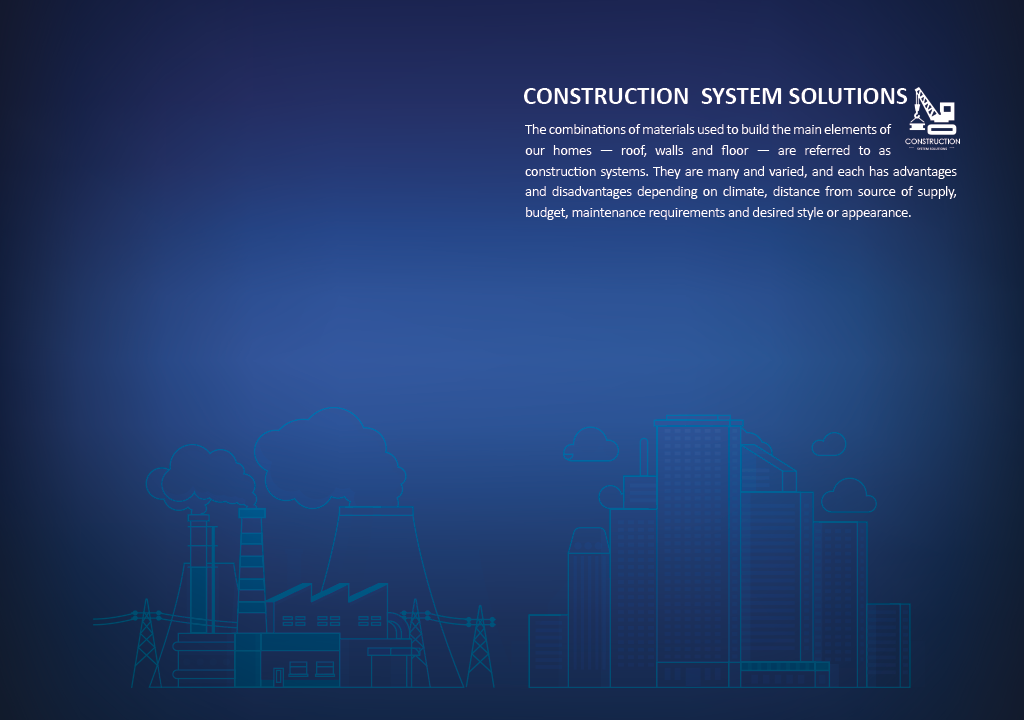 CONSTRUCTION  SYSTEM SOLUTIONS
The combinations of materials used to build the main elements of
our homes — roof, walls and floor — are referred to as
CONSTRUCTION
SYSTEM SOLUTIONS
construction systems. They are many and varied, and each has advantages
and disadvantages depending on climate, distance from source of supply,
budget, maintenance requirements and desired style or appearance.